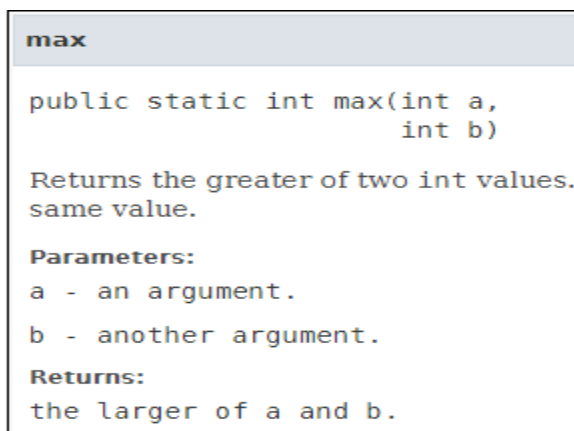 max
public static int max(int a,
int b)
Returns the greater of two int values.
same value.
Parameters:
a - an argument.
b - another argument.
Returns:
the larger of a and b.